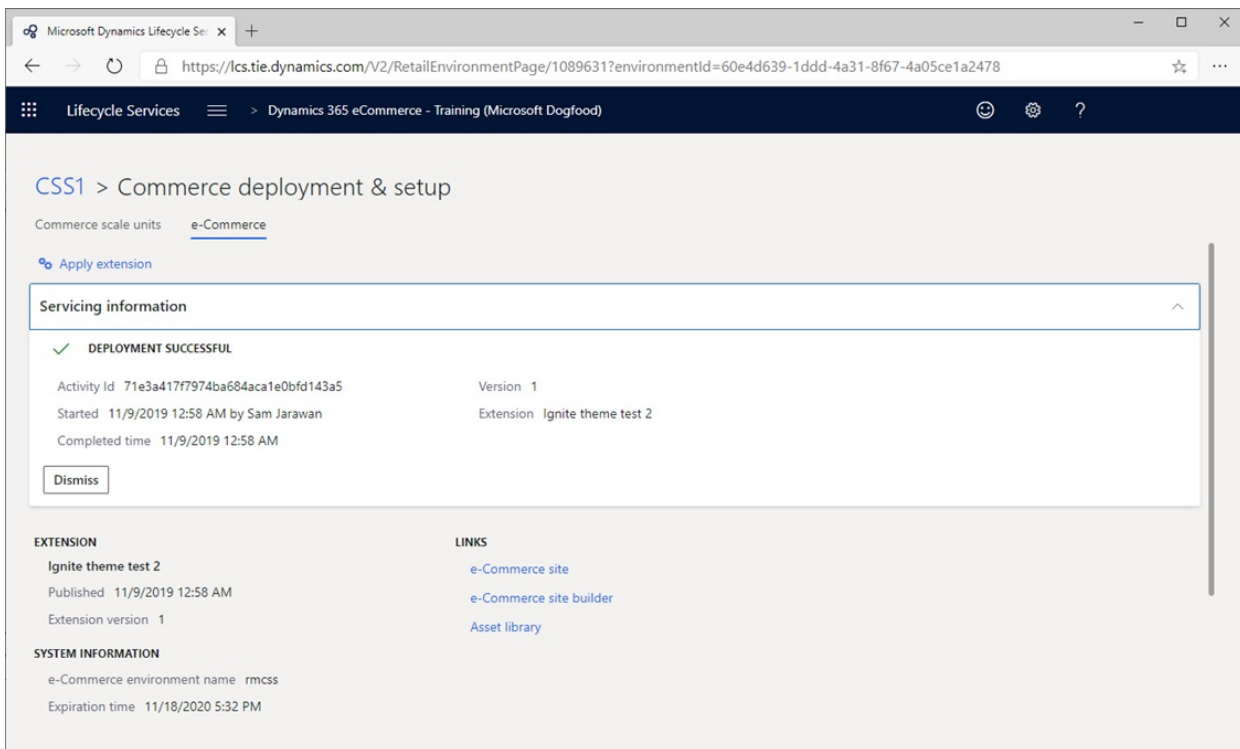 Microsoft Dynamics Lifecycle Ser
https://lcs.tie.dynamics.com/V2/RetailEnvironmentPage/1089631?environmentId=60e4d639-1ddd-4a31-8f67-4a05ce1a2478
Lifecycle Services > Dynamics 365 eCommerce - Training (Microsoft Dogfood) ?
CSS1 > Commerce deployment & setup
Commerce scale units e-Commerce
Apply extension
Servicing information
DEPLOYMENT SUCCESSFUL
Activity Id 71e3a417f7974ba684aca1e0bfd143a5 Version 1
Started 11/9/2019 12:58 AM by Sam Jarawan Extension Ignite theme test 2
Completed time 11/9/2019 12:58 AM
Dismiss
EXTENSION LINKS
Ignite theme test 2 e-Commerce site
Published 11/9/2019 12:58 AM e-Commerce site builder
Extension version 1 Asset library
SYSTEM INFORMATION
e-Commerce environment name rmcss
Expiration time 11/18/2020 5:32 PM